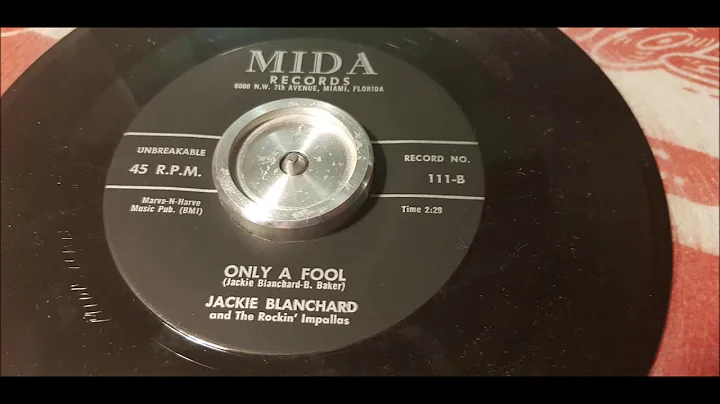 MIDA
RECORDS
6080 N.W. 7th AVENUE, MIAMI, FLORIDA
UNBREAKABLE
45 R.P.M.
RECORD NO.
111-B
Marve-N-Harve
Music Pub. (BMI)
Time 2:29
ONLY A FOOL
(Jackie Blanchard-B. Baker)
JACKIE BLANCHARD
and The Rockin' Impallas